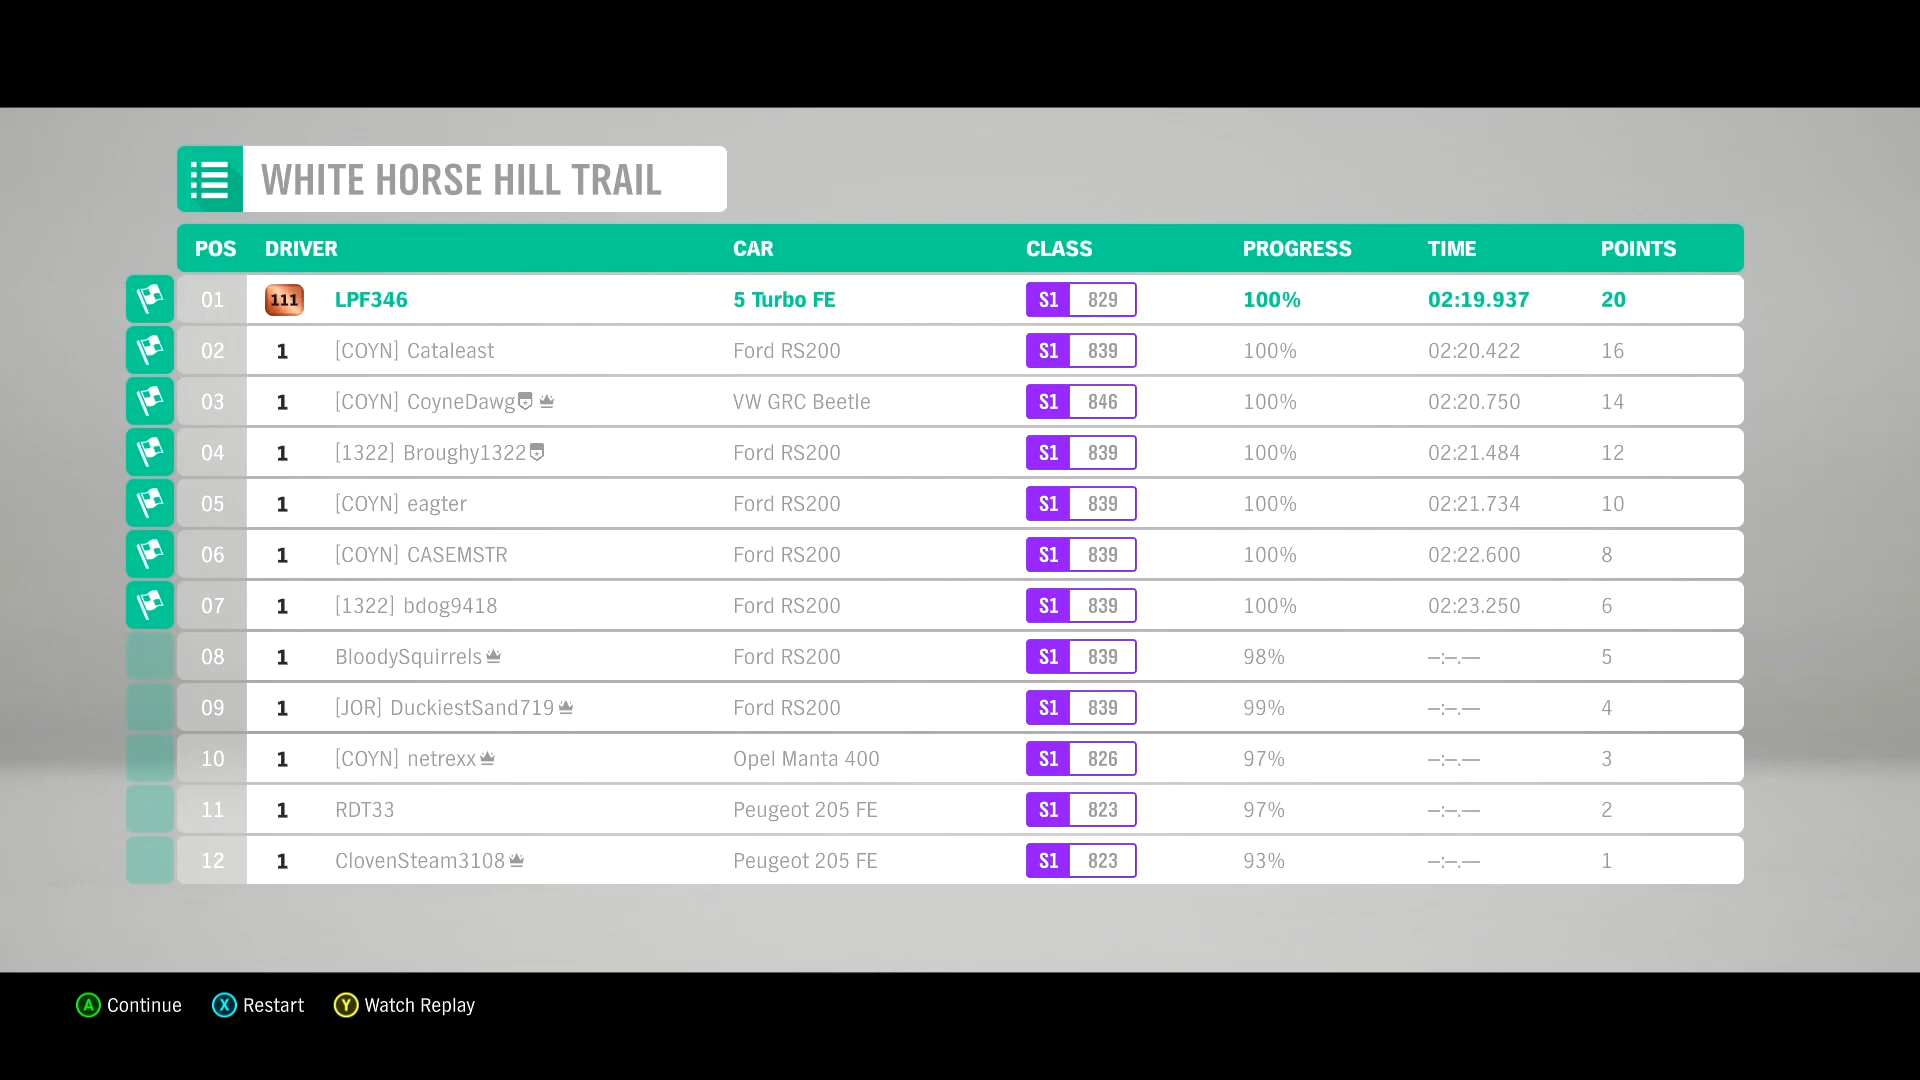 WHITE HORSE HILL TRAIL
POS DRIVER CAR CLASS PROGRESS TIME POINTS
01 111 LPF346 5 Turbo FE S1 829 100% 02:19.937 20
02 1 [COYN] Cataleast Ford RS200 S1 839 100% 02:20.422 16
03 1 [COYN] CoyneDawg VW GRC Beetle S1 846 100% 02:20.750 14
04 1 [1322] Broughy1322 Ford RS200 S1 839 100% 02:21.484 12
05 1 [COYN] eagter Ford RS200 S1 839 100% 02:21.734 10
06 1 [COYN] CASEMSTR Ford RS200 S1 839 100% 02:22.600 8
07 1 [1322] bdog9418 Ford RS200 S1 839 100% 02:23.250 6
08 1 BloodySquirrels Ford RS200 S1 839 98% –:–.— 5
09 1 [JOR] DuckiestSand719 Ford RS200 S1 839 99% –:–.— 4
10 1 [COYN] netrexx Opel Manta 400 S1 826 97% –:–.— 3
11 1 RDT33 Peugeot 205 FE S1 823 97% –:–.— 2
12 1 ClovenSteam3108 Peugeot 205 FE S1 823 93% –:–.— 1
A Continue X Restart Y Watch Replay